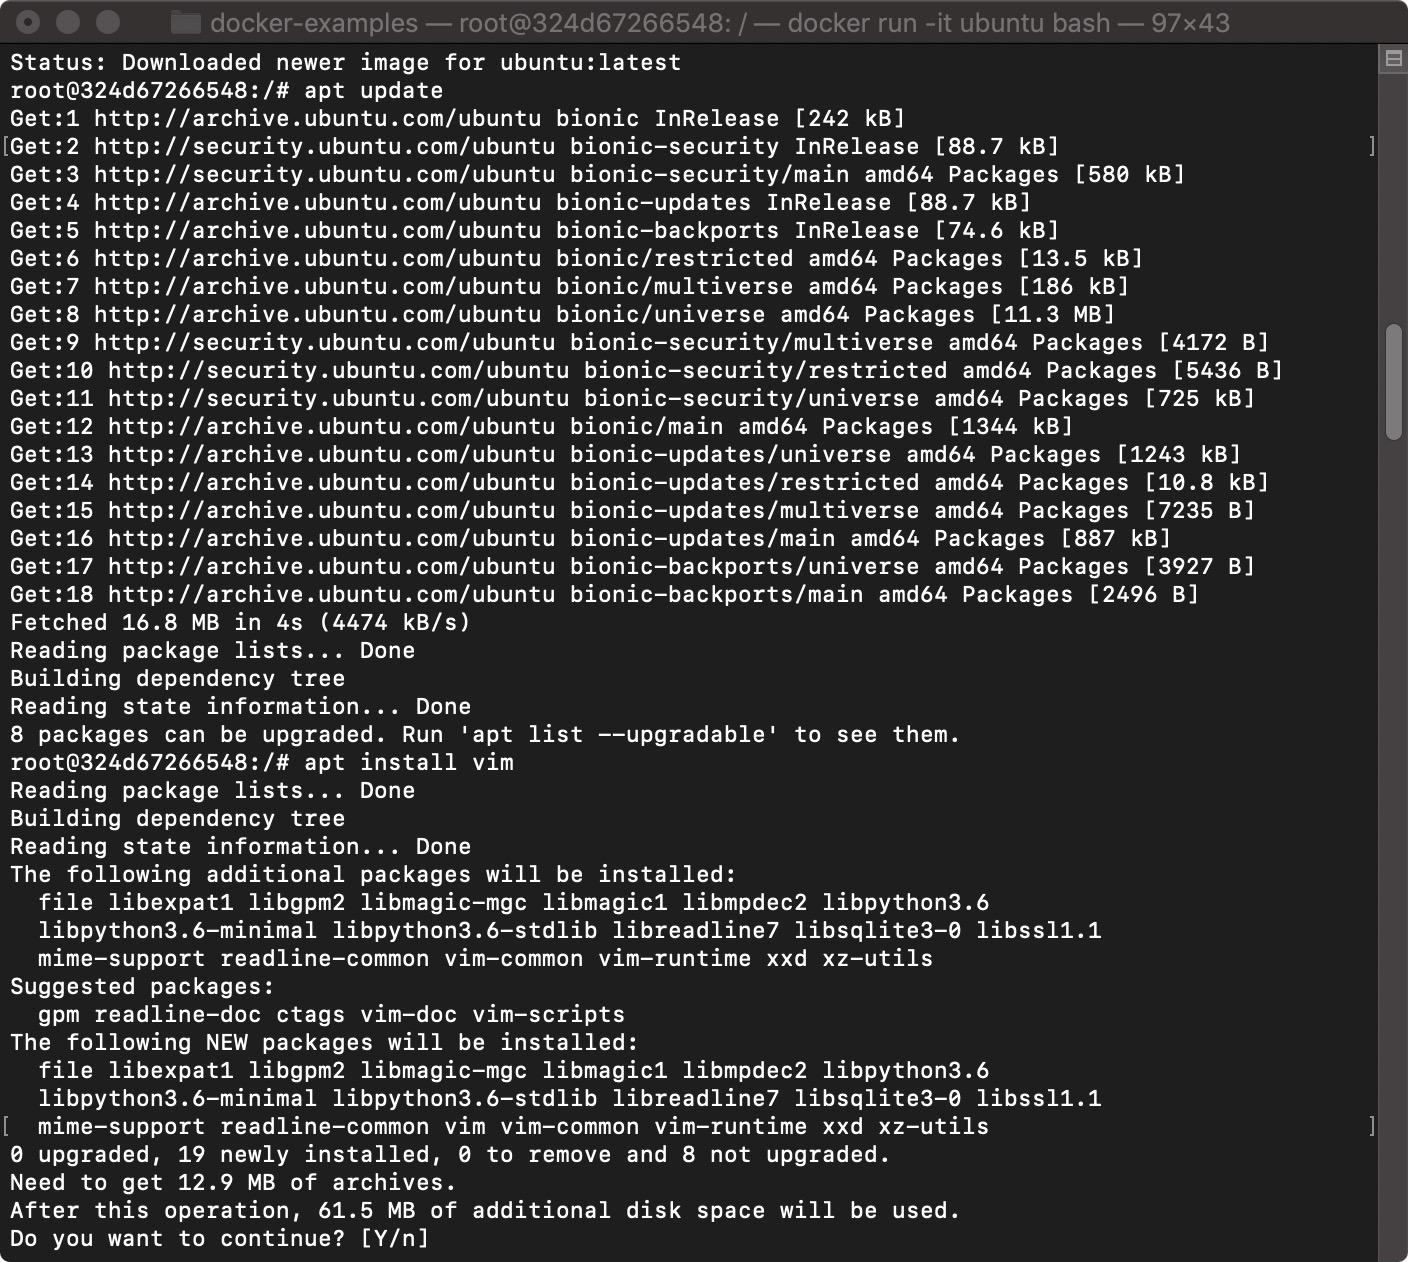 docker-examples — root@324d67266548: / — docker run -it ubuntu bash — 97×43
Status: Downloaded newer image for ubuntu:latest
root@324d67266548:/# apt update
Get:1 http://archive.ubuntu.com/ubuntu bionic InRelease [242 kB]
[Get:2 http://security.ubuntu.com/ubuntu bionic-security InRelease [88.7 kB] ]
Get:3 http://security.ubuntu.com/ubuntu bionic-security/main amd64 Packages [580 kB]
Get:4 http://archive.ubuntu.com/ubuntu bionic-updates InRelease [88.7 kB]
Get:5 http://archive.ubuntu.com/ubuntu bionic-backports InRelease [74.6 kB]
Get:6 http://archive.ubuntu.com/ubuntu bionic/restricted amd64 Packages [13.5 kB]
Get:7 http://archive.ubuntu.com/ubuntu bionic/multiverse amd64 Packages [186 kB]
Get:8 http://archive.ubuntu.com/ubuntu bionic/universe amd64 Packages [11.3 MB]
Get:9 http://security.ubuntu.com/ubuntu bionic-security/multiverse amd64 Packages [4172 B]
Get:10 http://security.ubuntu.com/ubuntu bionic-security/restricted amd64 Packages [5436 B]
Get:11 http://security.ubuntu.com/ubuntu bionic-security/universe amd64 Packages [725 kB]
Get:12 http://archive.ubuntu.com/ubuntu bionic/main amd64 Packages [1344 kB]
Get:13 http://archive.ubuntu.com/ubuntu bionic-updates/universe amd64 Packages [1243 kB]
Get:14 http://archive.ubuntu.com/ubuntu bionic-updates/restricted amd64 Packages [10.8 kB]
Get:15 http://archive.ubuntu.com/ubuntu bionic-updates/multiverse amd64 Packages [7235 B]
Get:16 http://archive.ubuntu.com/ubuntu bionic-updates/main amd64 Packages [887 kB]
Get:17 http://archive.ubuntu.com/ubuntu bionic-backports/universe amd64 Packages [3927 B]
Get:18 http://archive.ubuntu.com/ubuntu bionic-backports/main amd64 Packages [2496 B]
Fetched 16.8 MB in 4s (4474 kB/s)
Reading package lists... Done
Building dependency tree
Reading state information... Done
8 packages can be upgraded. Run 'apt list --upgradable' to see them.
root@324d67266548:/# apt install vim
Reading package lists... Done
Building dependency tree
Reading state information... Done
The following additional packages will be installed:
  file libexpat1 libgpm2 libmagic-mgc libmagic1 libmpdec2 libpython3.6
  libpython3.6-minimal libpython3.6-stdlib libreadline7 libsqlite3-0 libssl1.1
  mime-support readline-common vim-common vim-runtime xxd xz-utils
Suggested packages:
  gpm readline-doc ctags vim-doc vim-scripts
The following NEW packages will be installed:
  file libexpat1 libgpm2 libmagic-mgc libmagic1 libmpdec2 libpython3.6
  libpython3.6-minimal libpython3.6-stdlib libreadline7 libsqlite3-0 libssl1.1
[ mime-support readline-common vim vim-common vim-runtime xxd xz-utils ]
0 upgraded, 19 newly installed, 0 to remove and 8 not upgraded.
Need to get 12.9 MB of archives.
After this operation, 61.5 MB of additional disk space will be used.
Do you want to continue? [Y/n]